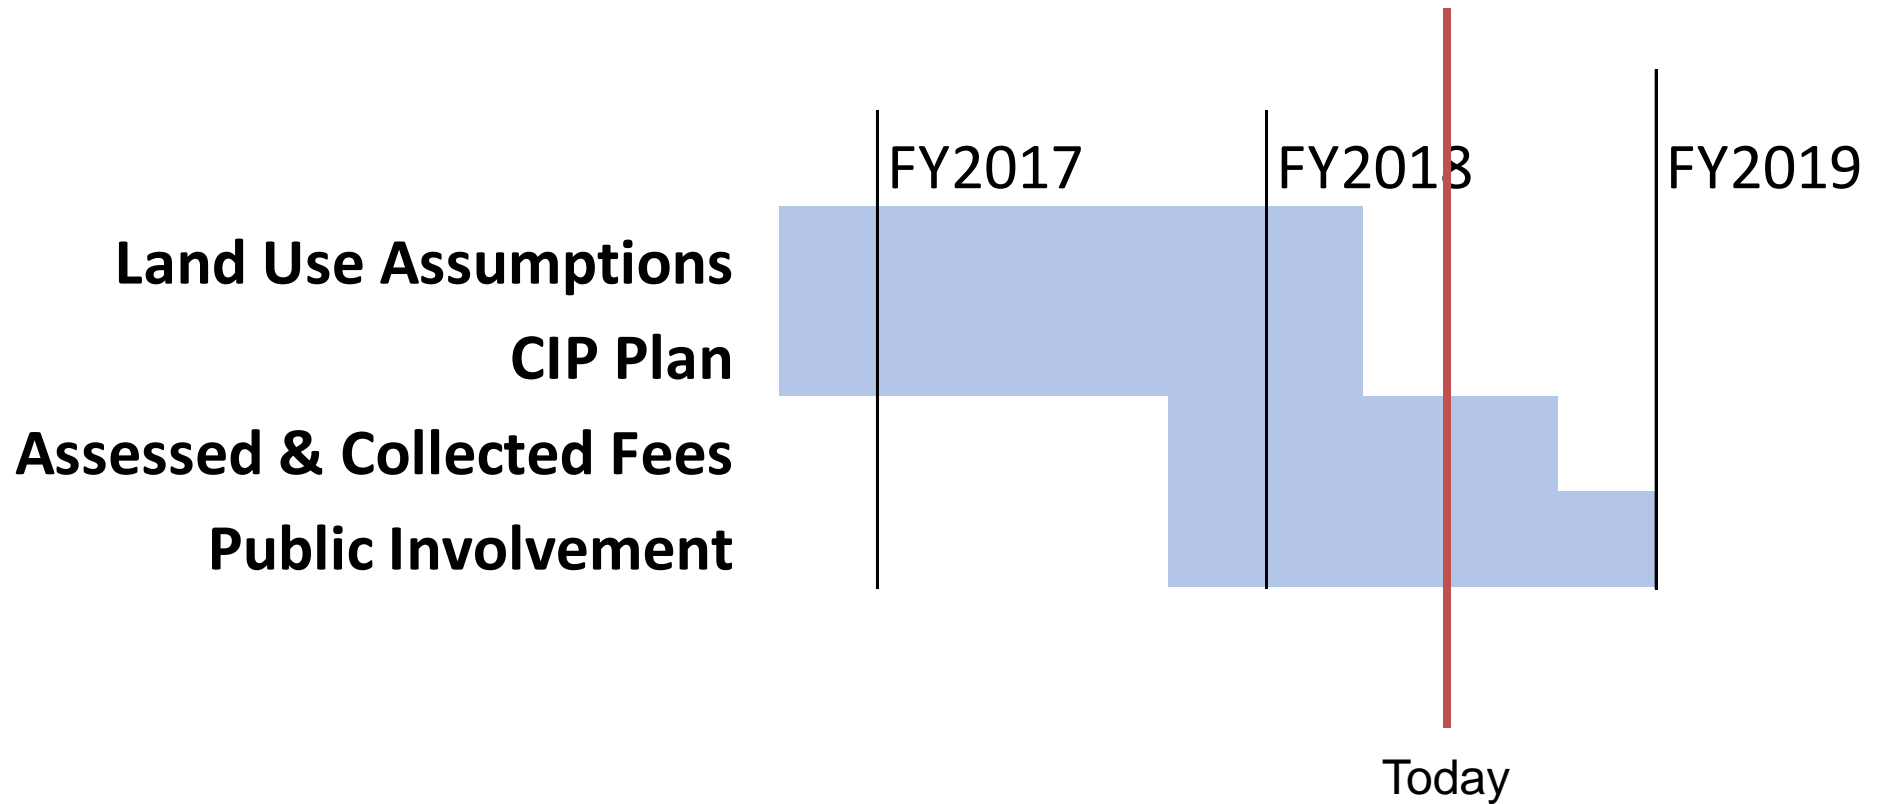 FY2017 FY2018 FY2019
Land Use Assumptions
CIP Plan
Assessed & Collected Fees
Public Involvement
Today